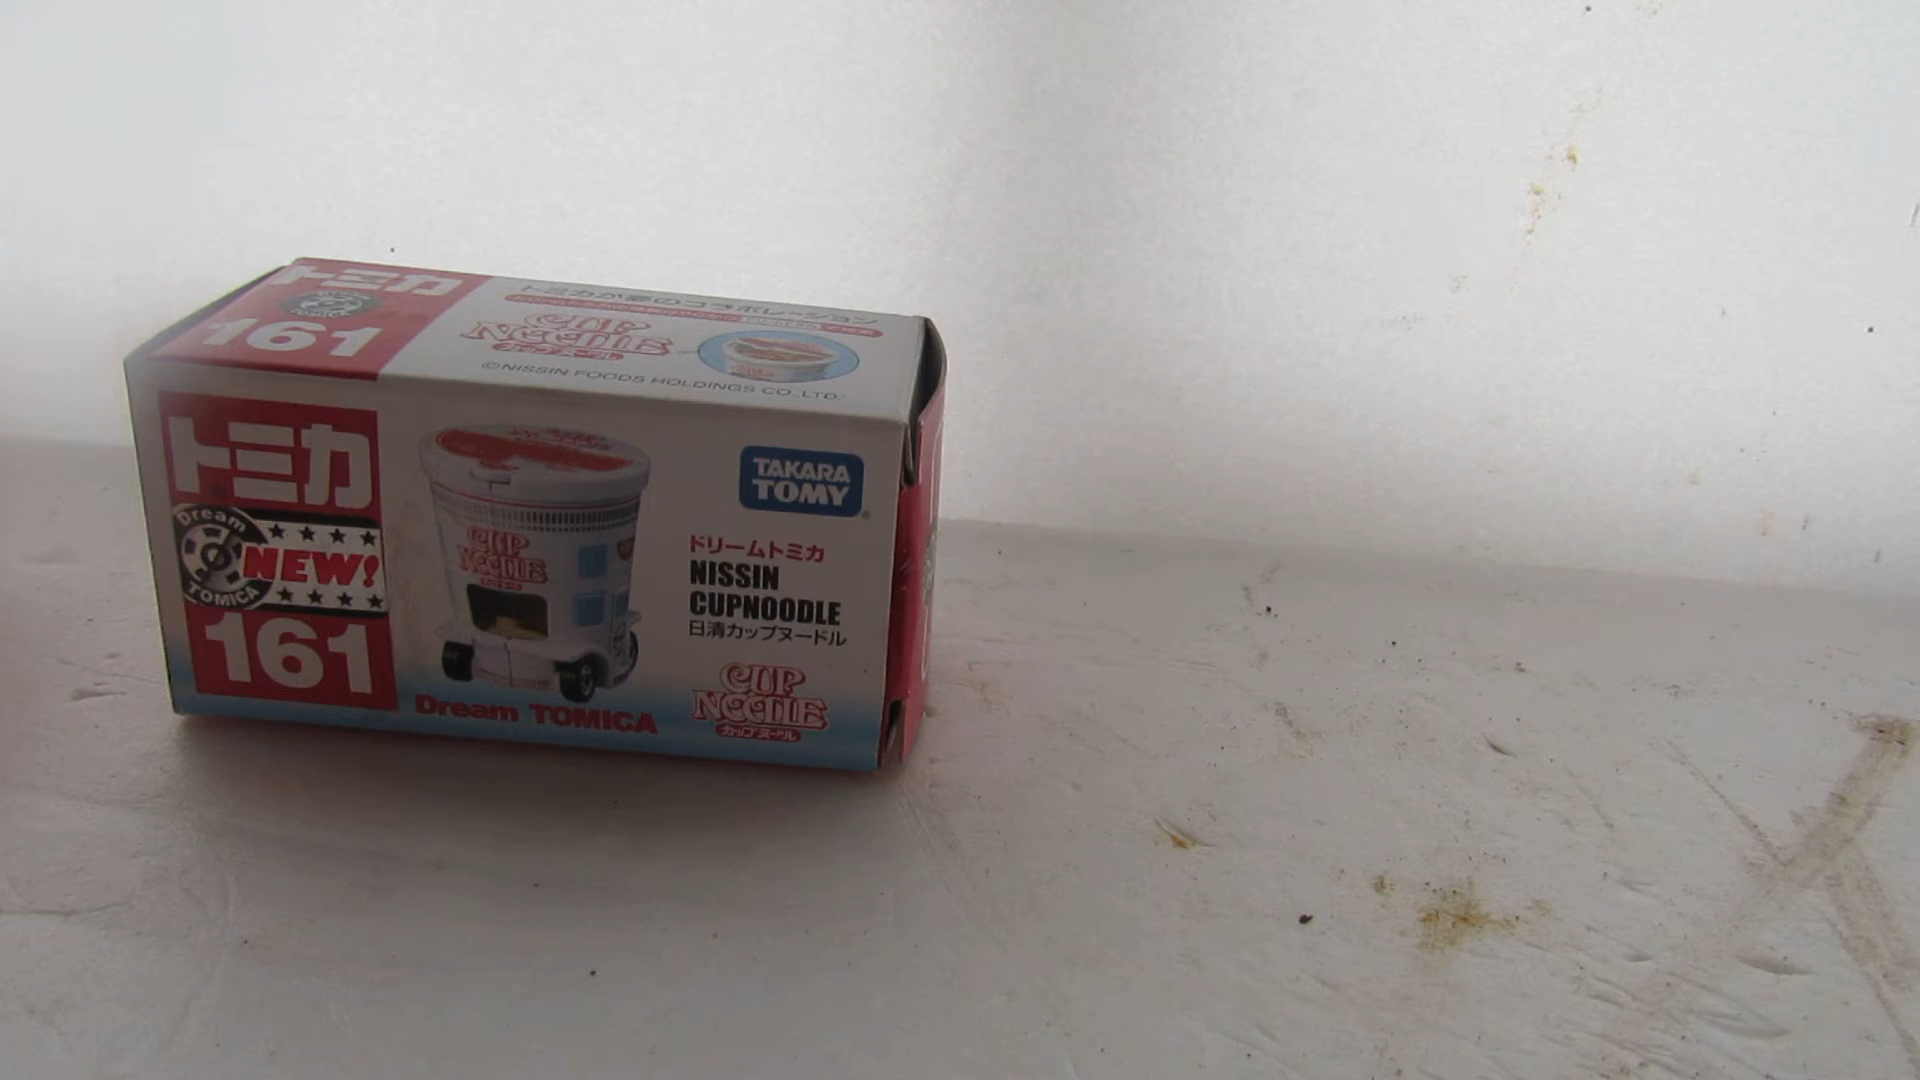 トミカ
TOMICA
161
トミカが夢のコラボレーション
CUP
NOODLE
カップヌードル
©NISSIN FOODS HOLDINGS CO.,LTD.
トミカ
Dream
TOMICA
NEW!
161
CUP
NOODLE
Dream TOMICA
TAKARA
TOMY
ドリームトミカ
NISSIN
CUPNOODLE
日清カップヌードル
CUP
NOODLE
カップヌードル